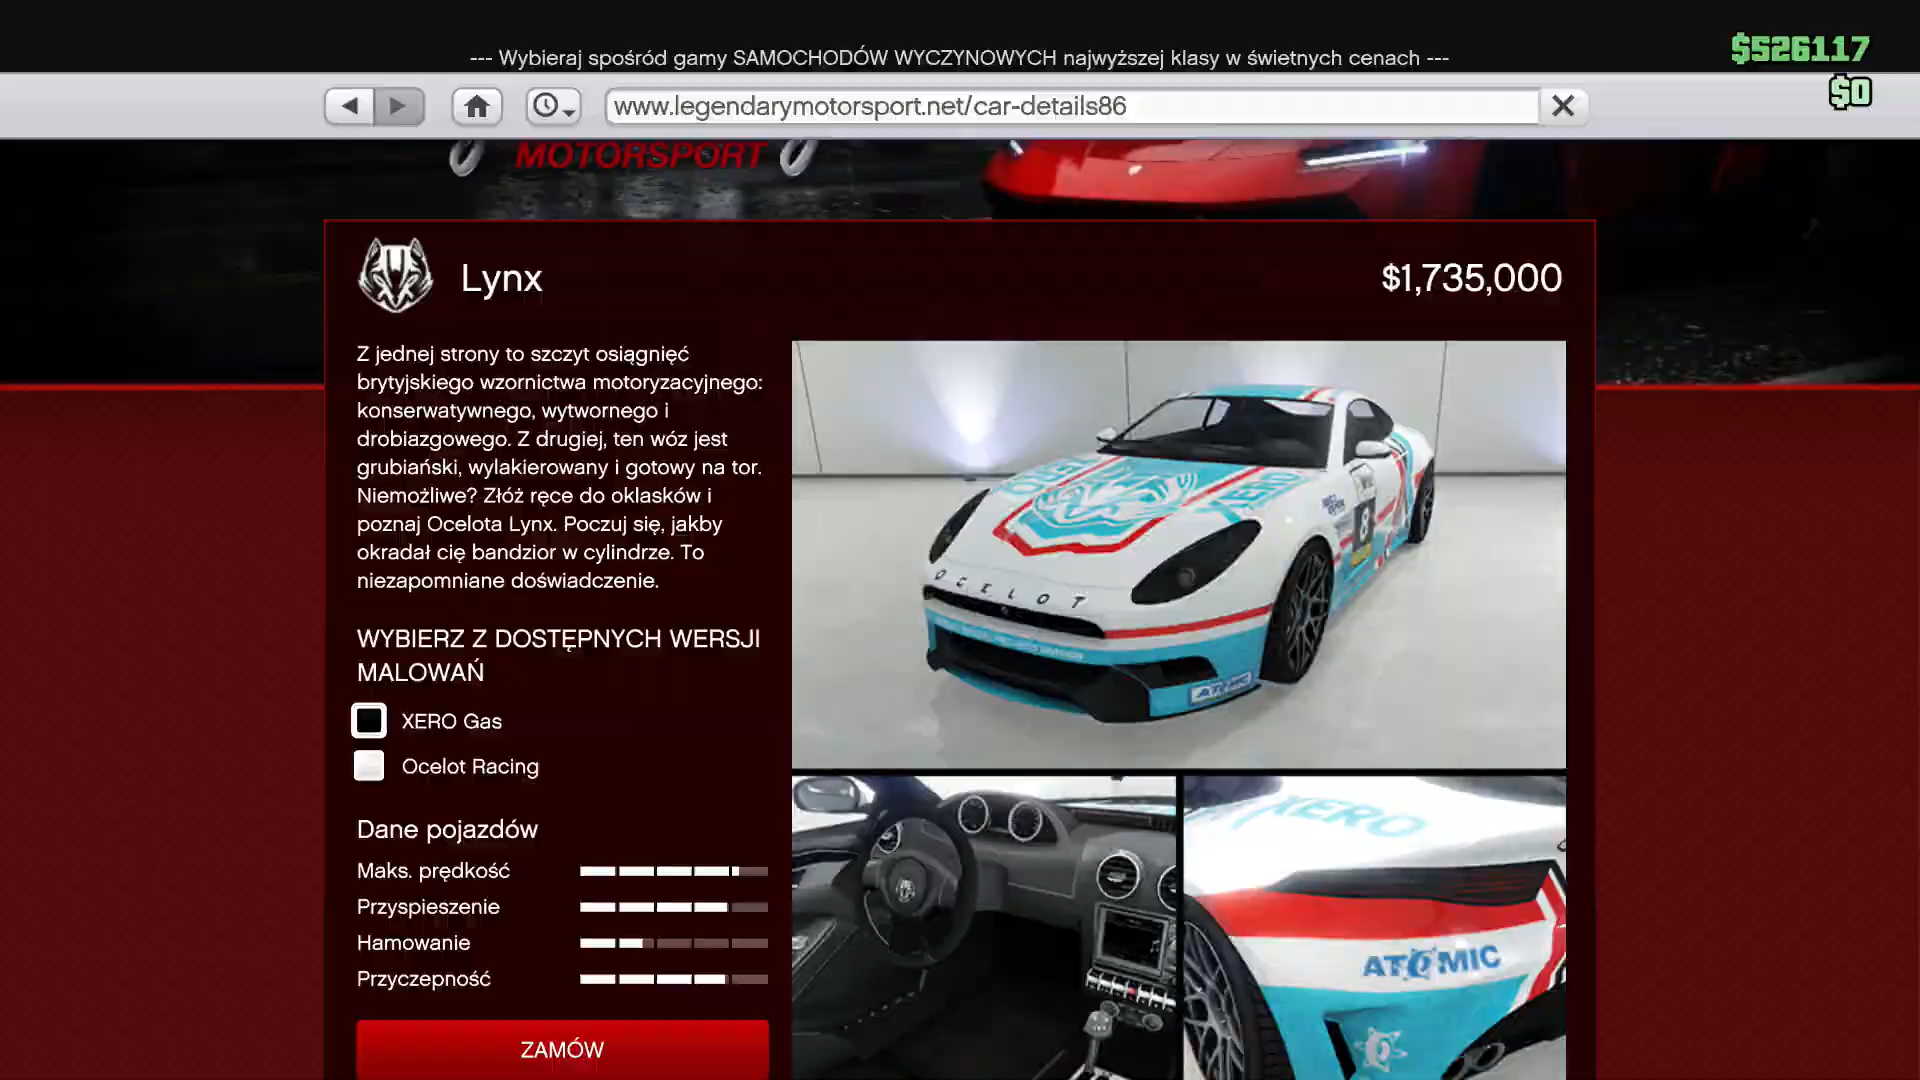 --- Wybieraj spośród gamy SAMOCHODÓW WYCZYNOWYCH najwyższej klasy w świetnych cenach ---
$526117
$0
www.legendarymotorsport.net/car-details86
MOTORSPORT
Lynx
$1,735,000
Z jednej strony to szczyt osiągnięć
brytyjskiego wzornictwa motoryzacyjnego:
konserwatywnego, wytwornego i
drobiazgowego. Z drugiej, ten wóz jest
grubiański, wylakierowany i gotowy na tor.
Niemożliwe? Złóż ręce do oklasków i
poznaj Ocelota Lynx. Poczuj się, jakby
okradał cię bandzior w cylindrze. To
niezapomniane doświadczenie.
WYBIERZ Z DOSTĘPNYCH WERSJI
MALOWAŃ
XERO Gas
Ocelot Racing
Dane pojazdów
Maks. prędkość
Przyspieszenie
Hamowanie
Przyczepność
ZAMÓW
XERO
8
OCELOT
ATOMIC
XERO
ATOMIC